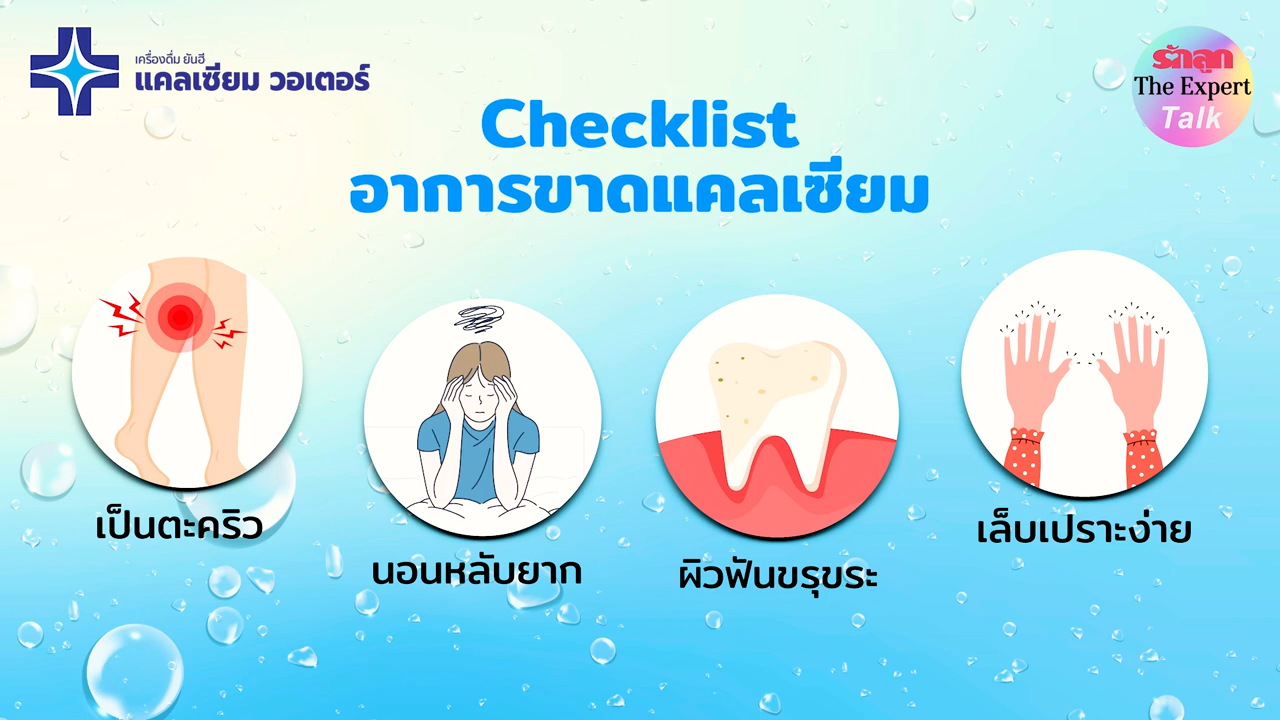 เครื่องดื่ม ยันฮี
แคลเซียม วอเตอร์
รักลูก
The Expert
Talk
Checklist
อาการขาดแคลเซียม
เป็นตะคริว
นอนหลับยาก
ผิวฟันขรุขระ
เล็บเปราะง่าย